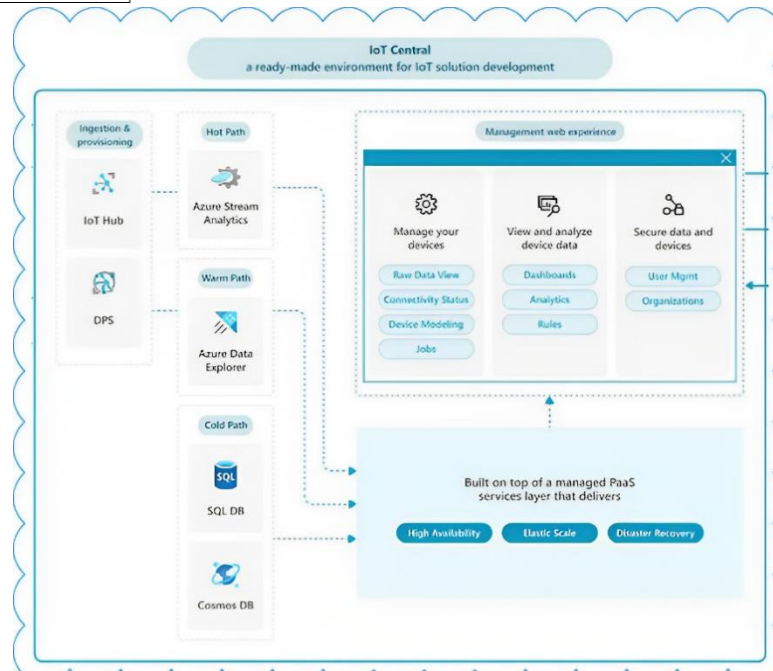 IoT Central
a ready-made environment for IoT solution development
Ingestion &
provisioning
IoT Hub
DPS
Hot Path
Azure Stream
Analytics
Warm Path
Azure Data
Explorer
Cold Path
SQL
SQL DB
Cosmos DB
Management web experience
Manage your
devices
Raw Data View
Connectivity Status
Device Modeling
Jobs
View and analyze
device data
Dashboards
Analytics
Rules
Secure data and
devices
User Mgmt
Organizations
Built on top of a managed PaaS
services layer that delivers
High Availability
Elastic Scale
Disaster Recovery